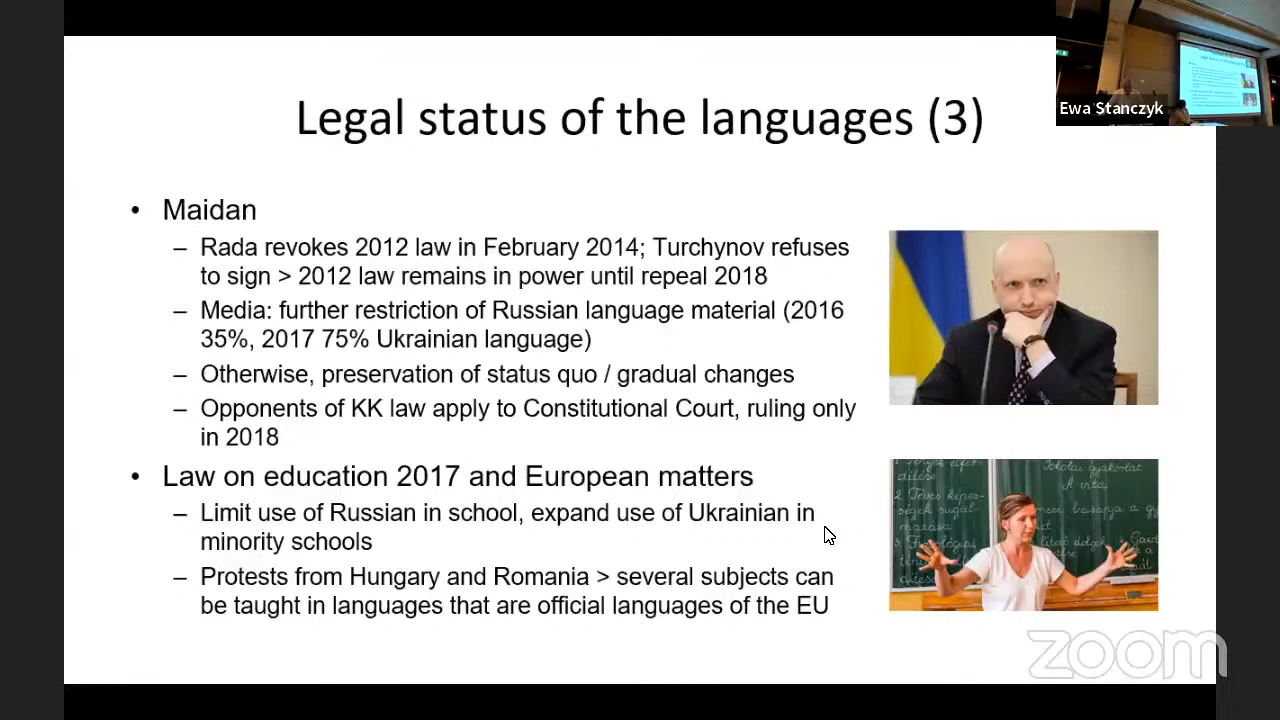 Legal status of the languages (3)
Ewa Stańczyk
• Maidan
– Rada revokes 2012 law in February 2014; Turchynov refuses
to sign > 2012 law remains in power until repeal 2018
– Media: further restriction of Russian language material (2016
35%, 2017 75% Ukrainian language)
– Otherwise, preservation of status quo / gradual changes
– Opponents of KK law apply to Constitutional Court, ruling only
in 2018
• Law on education 2017 and European matters
– Limit use of Russian in school, expand use of Ukrainian in
minority schools
– Protests from Hungary and Romania > several subjects can
be taught in languages that are official languages of the EU
Iskolai gyakorlat
A vita
zoom